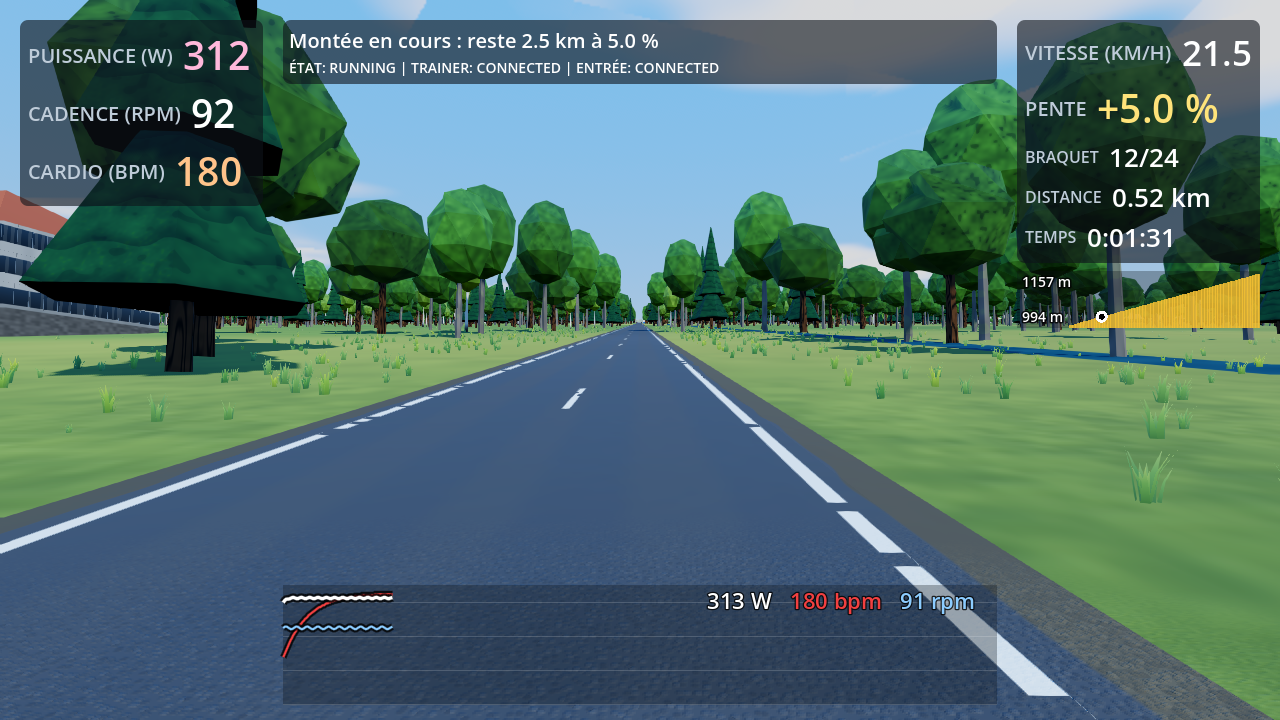 PUISSANCE (W) 312
CADENCE (RPM) 92
CARDIO (BPM) 180
Montée en cours : reste 2.5 km à 5.0 %
ÉTAT: RUNNING | TRAINER: CONNECTED | ENTRÉE: CONNECTED
VITESSE (KM/H) 21.5
PENTE +5.0 %
BRAQUET 12/24
DISTANCE 0.52 km
TEMPS 0:01:31
1157 m
994 m
313 W 180 bpm 91 rpm